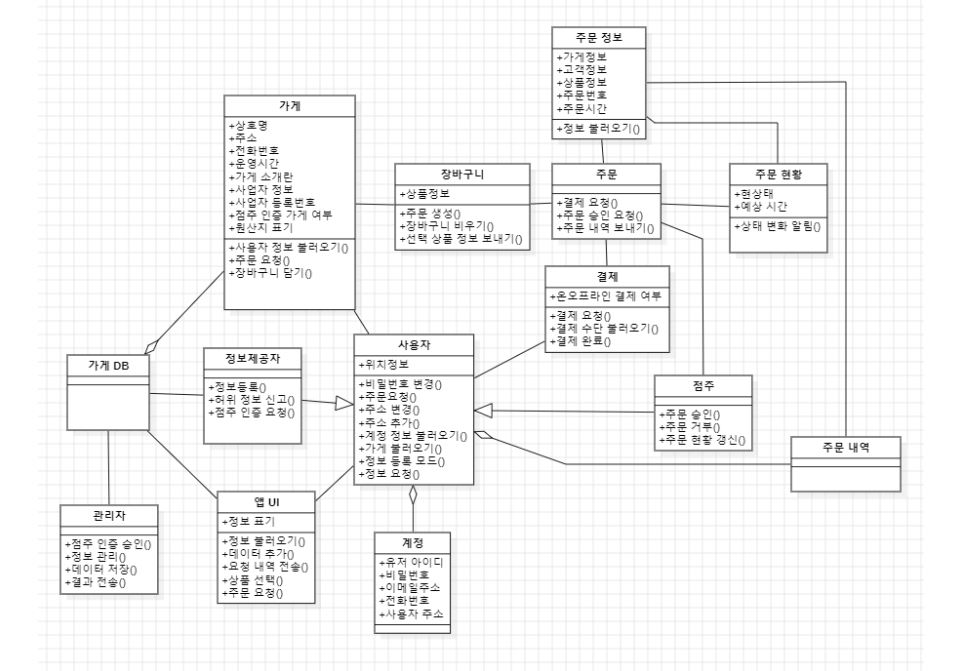 주문 정보
+가게정보
+고객정보
+상품정보
+주문번호
+주문시간
+정보 불러오기()
가게
+상호명
+주소
+전화번호
+운영시간
+가게 소개란
+사업자 정보
+사업자 등록번호
+점주 인증 가게 여부
+원산지 표기
+사용자 정보 불러오기()
+주문 요청()
+장바구니 담기()
장바구니
+상품정보
+주문 생성()
+장바구니 비우기()
+선택 상품 정보 보내기()
주문
+결제 요청()
+주문 승인 요청()
+주문 내역 보내기()
주문 현황
+현상태
+예상 시간
+상태 변화 알림()
결제
+온오프라인 결제 여부
+결제 요청()
+결제 수단 불러오기()
+결제 완료()
가게 DB
정보제공자
+정보등록()
+허위 정보 신고()
+점주 인증 요청()
사용자
+위치정보
+비밀번호 변경()
+주문요청()
+주소 변경()
+주소 추가()
+계정 정보 불러오기()
+가게 불러오기()
+정보 등록 모드()
+정보 요청()
점주
+주문 승인()
+주문 거부()
+주문 현황 갱신()
주문 내역
관리자
+점주 인증 승인()
+정보 관리()
+데이터 저장()
+결과 전송()
앱 UI
+정보 표기
+정보 불러오기()
+데이터 추가()
+요청 내역 전송()
+상품 선택()
+주문 요청()
계정
+유저 아이디
+비밀번호
+이메일주소
+전화번호
+사용자 주소